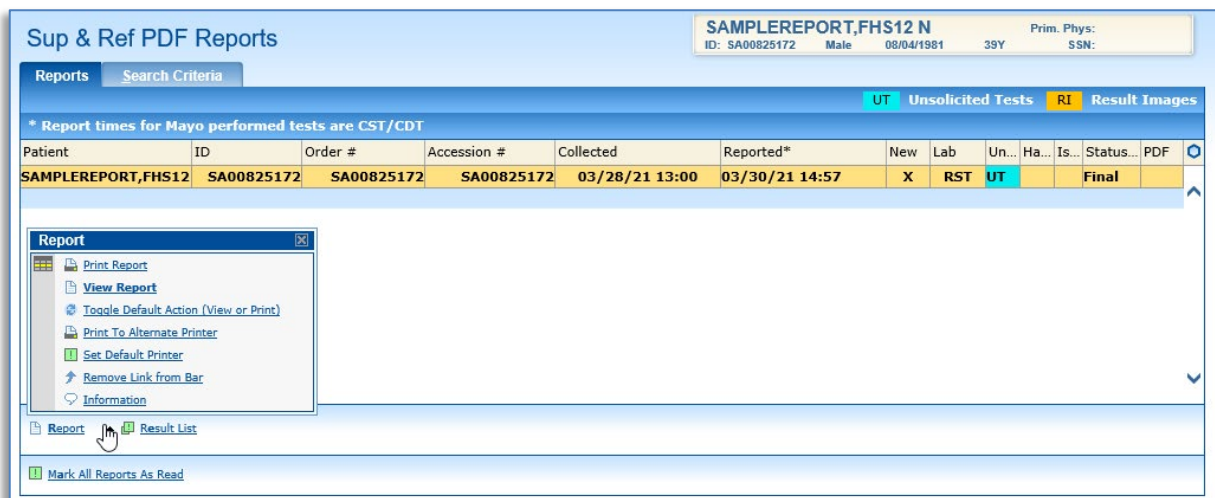 Sup & Ref PDF Reports
SAMPLEREPORT,FHS12 N Prim. Phys:
ID: SA00825172 Male 08/04/1981 39Y SSN:
Reports Search Criteria
UT Unsolicited Tests RI Result Images
* Report times for Mayo performed tests are CST/CDT
Patient ID Order # Accession # Collected Reported* New Lab Un... Ha... Is... Status... PDF
SAMPLEREPORT,FHS12 SA00825172 SA00825172 SA00825172 03/28/21 13:00 03/30/21 14:57 X RST UT Final
Report
Print Report
View Report
Toggle Default Action (View or Print)
Print To Alternate Printer
Set Default Printer
Remove Link from Bar
Information
Report Result List
Mark All Reports As Read